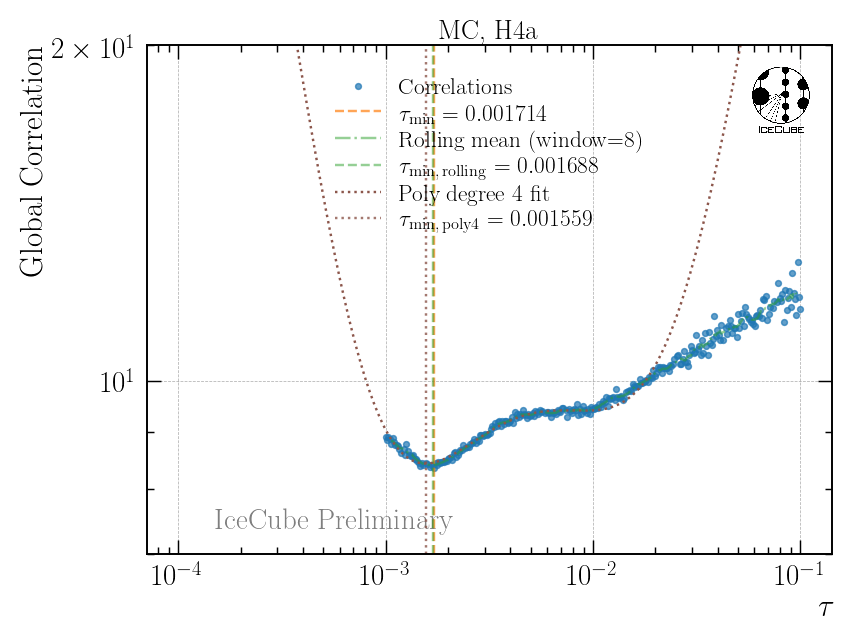 MC, H4a
2 × 10¹
Global Correlation
Correlations
τ_min = 0.001714
Rolling mean (window=8)
τ_min,rolling = 0.001688
Poly degree 4 fit
τ_min,poly4 = 0.001559
ICECUBE
10¹
IceCube Preliminary
10⁻⁴ 10⁻³ 10⁻² 10⁻¹
τ